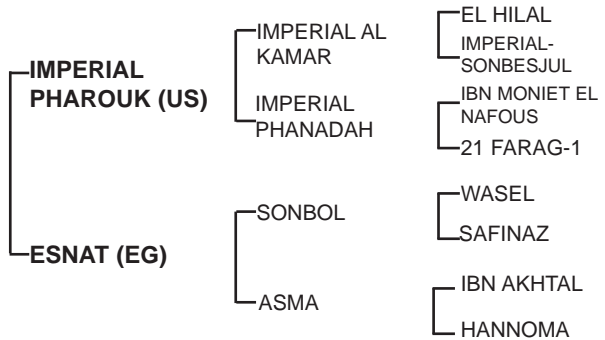 IMPERIAL
PHAROUK (US)
IMPERIAL AL
KAMAR
EL HILAL
IMPERIAL-
SONBESJUL
IMPERIAL
PHANADAH
IBN MONIET EL
NAFOUS
21 FARAG-1
ESNAT (EG)
SONBOL
WASEL
SAFINAZ
ASMA
IBN AKHTAL
HANNOMA